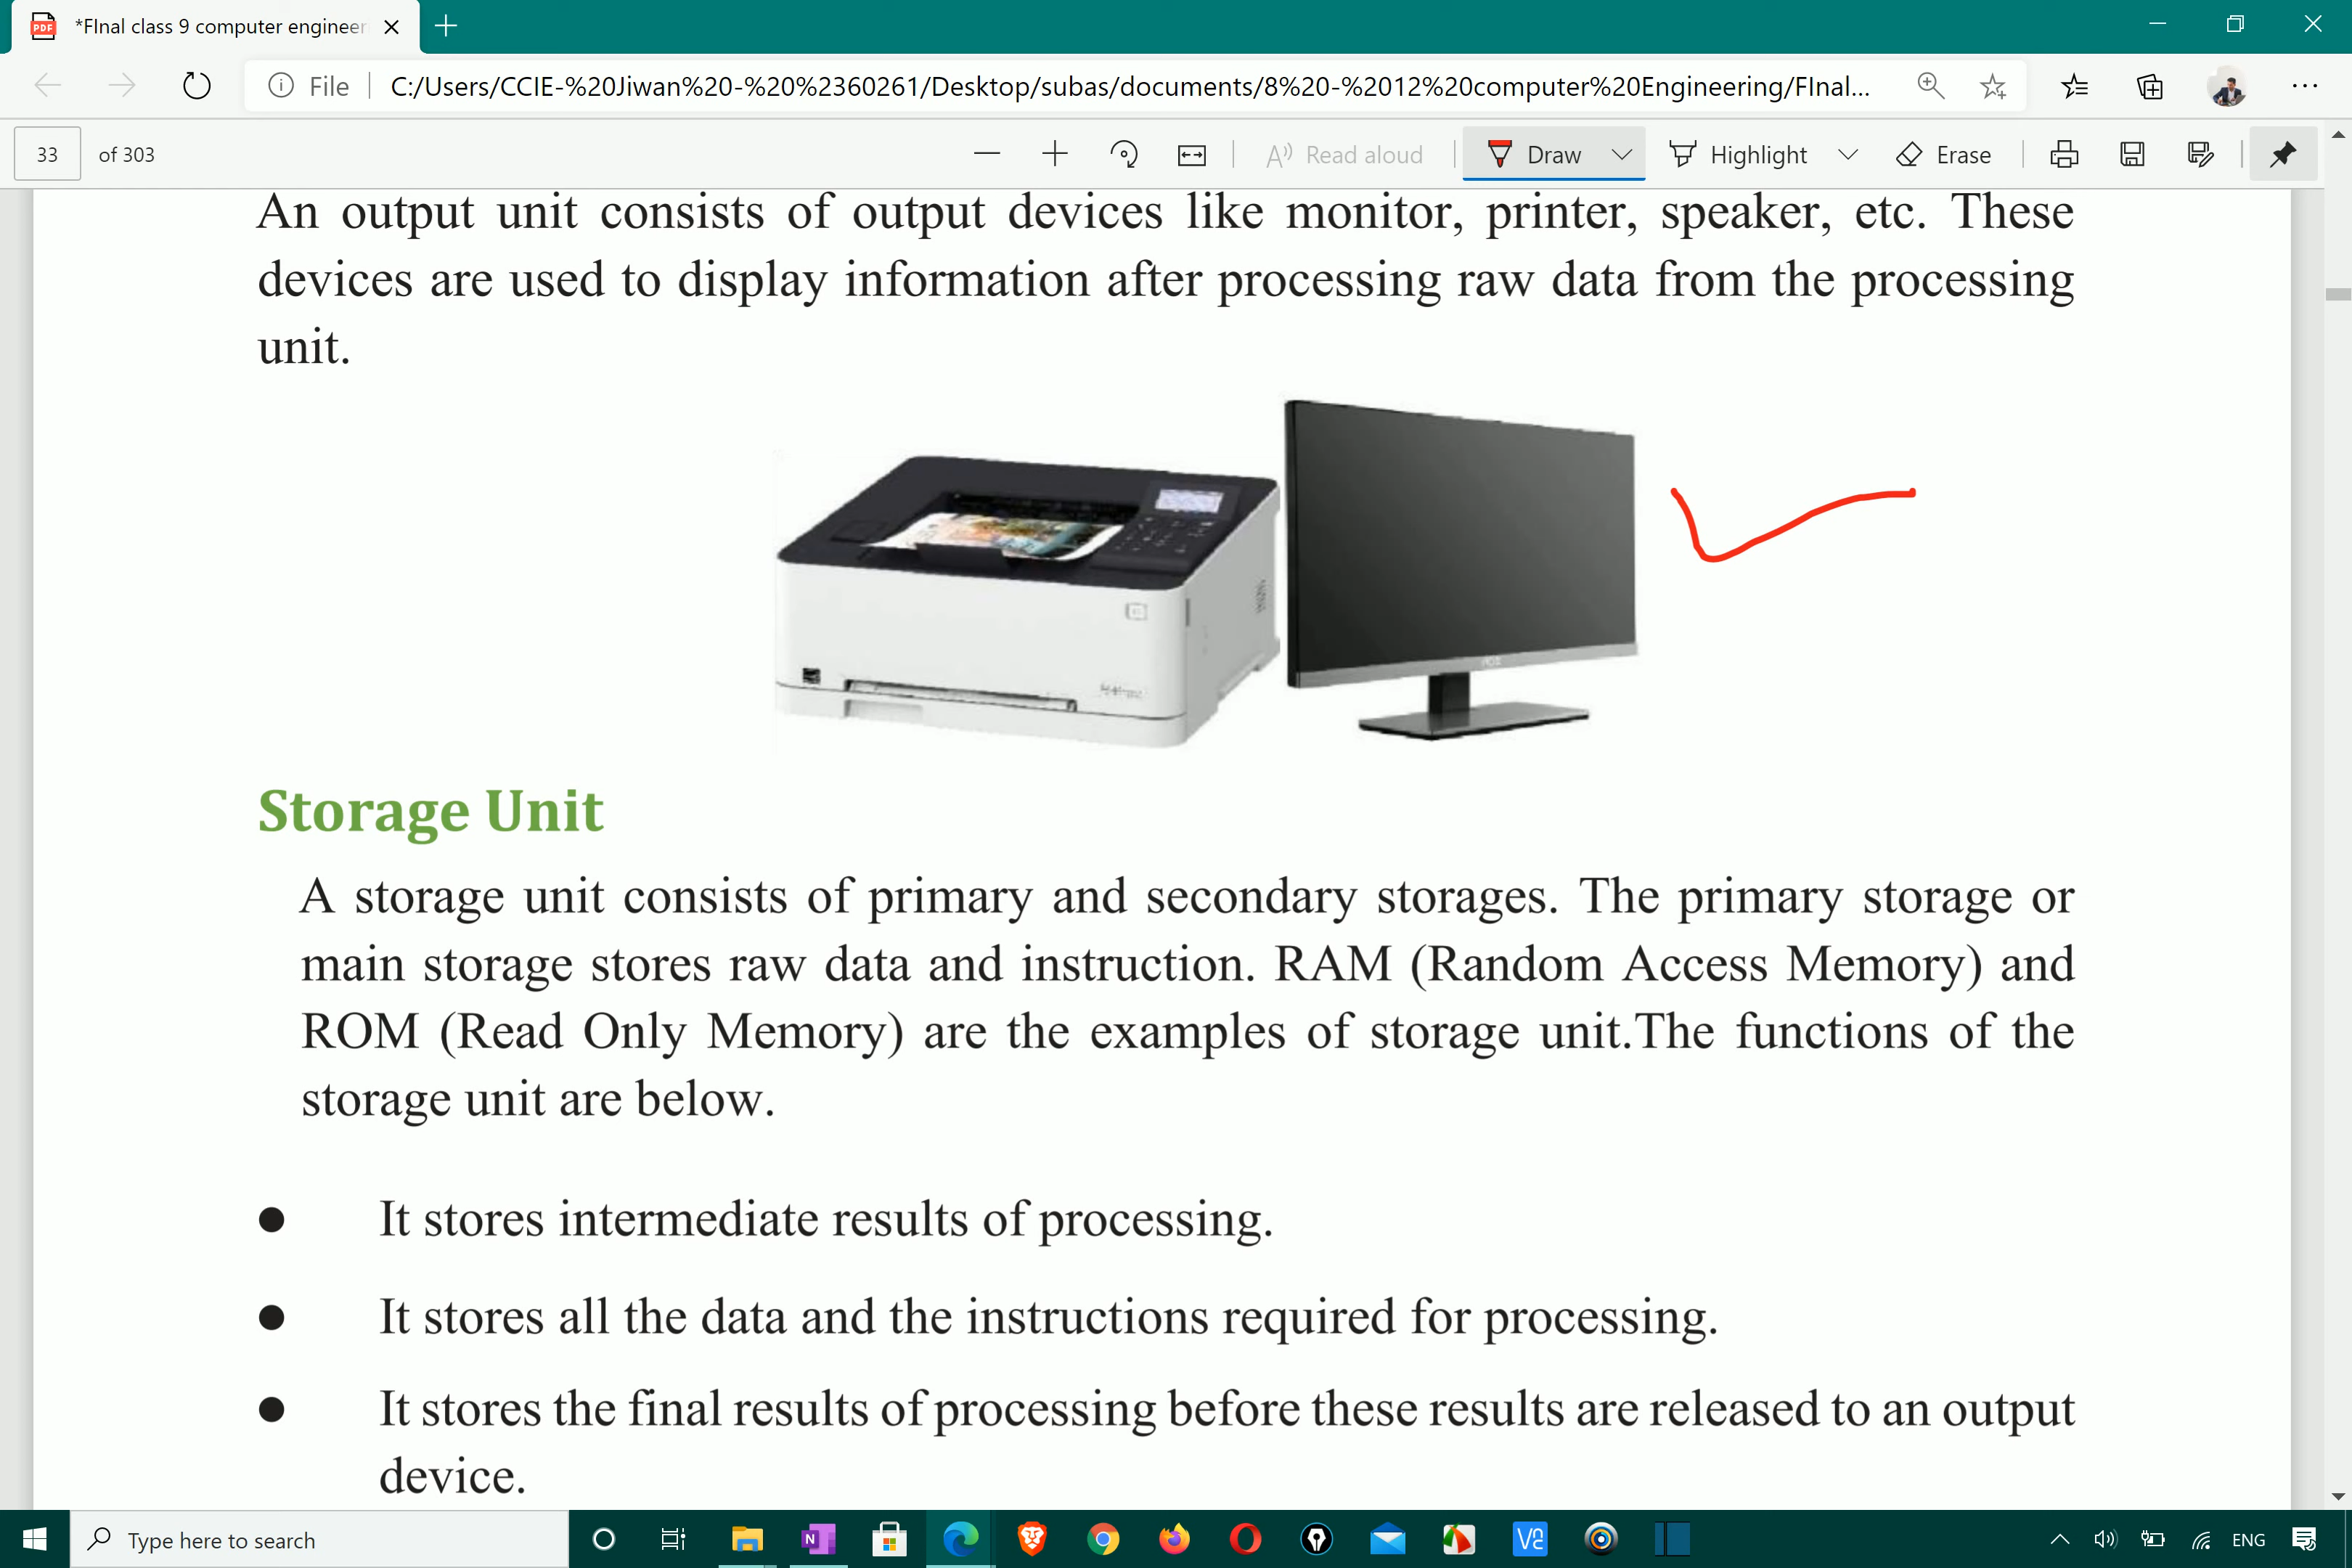 *FInal class 9 computer engineer
File
C:/Users/CCIE-%20Jiwan%20-%20%2360261/Desktop/subas/documents/8%20-%2012%20computer%20Engineering/FInal...
33 of 303
Read aloud
Draw
Highlight
Erase
An output unit consists of output devices like monitor, printer, speaker, etc. These
devices are used to display information after processing raw data from the processing
unit.
Storage Unit
A storage unit consists of primary and secondary storages. The primary storage or
main storage stores raw data and instruction. RAM (Random Access Memory) and
ROM (Read Only Memory) are the examples of storage unit.The functions of the
storage unit are below.
● It stores intermediate results of processing.
● It stores all the data and the instructions required for processing.
● It stores the final results of processing before these results are released to an output
device.
Type here to search
ENG